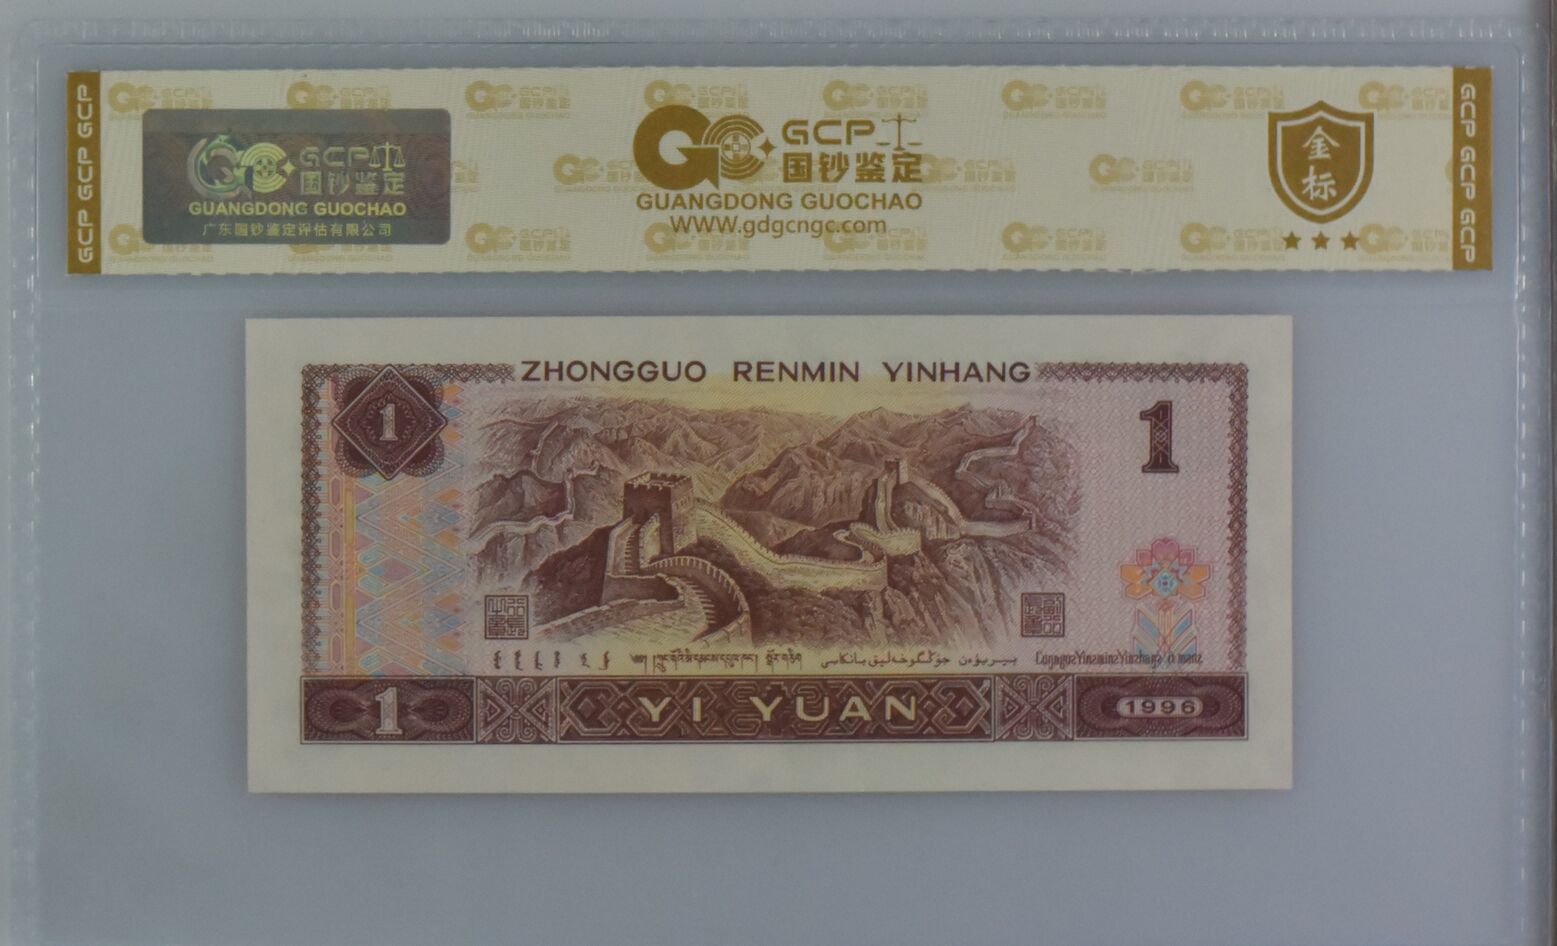 GCP GCP GCP
GCP
国钞鉴定
GUANGDONG GUOCHAO
广东国钞鉴定评估有限公司
GCP
国钞鉴定
GUANGDONG GUOCHAO
WWW.gdgcngc.com
金
标
GCP GCP GCP
ZHONGGUO RENMIN YINHANG
1
1
1
YI YUAN
1996